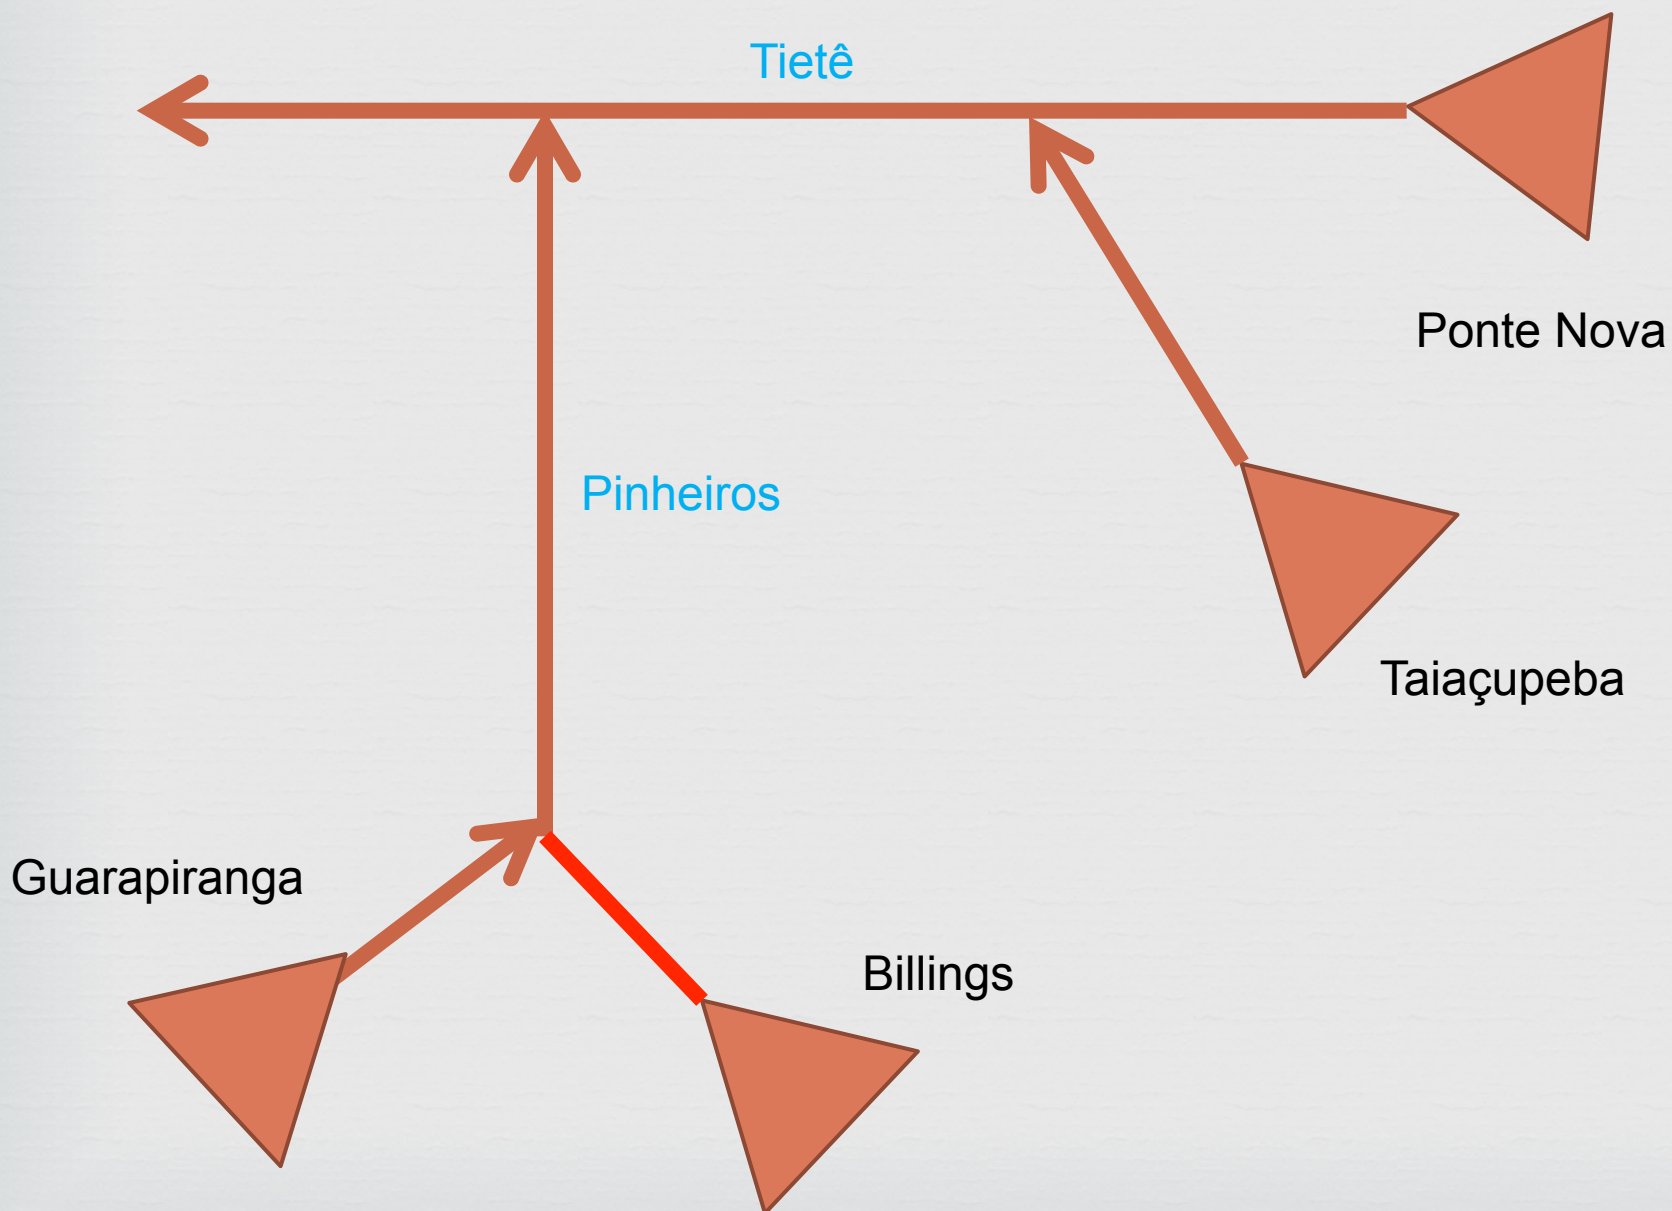 Tietê
Ponte Nova
Pinheiros
Taiaçupeba
Guarapiranga
Billings